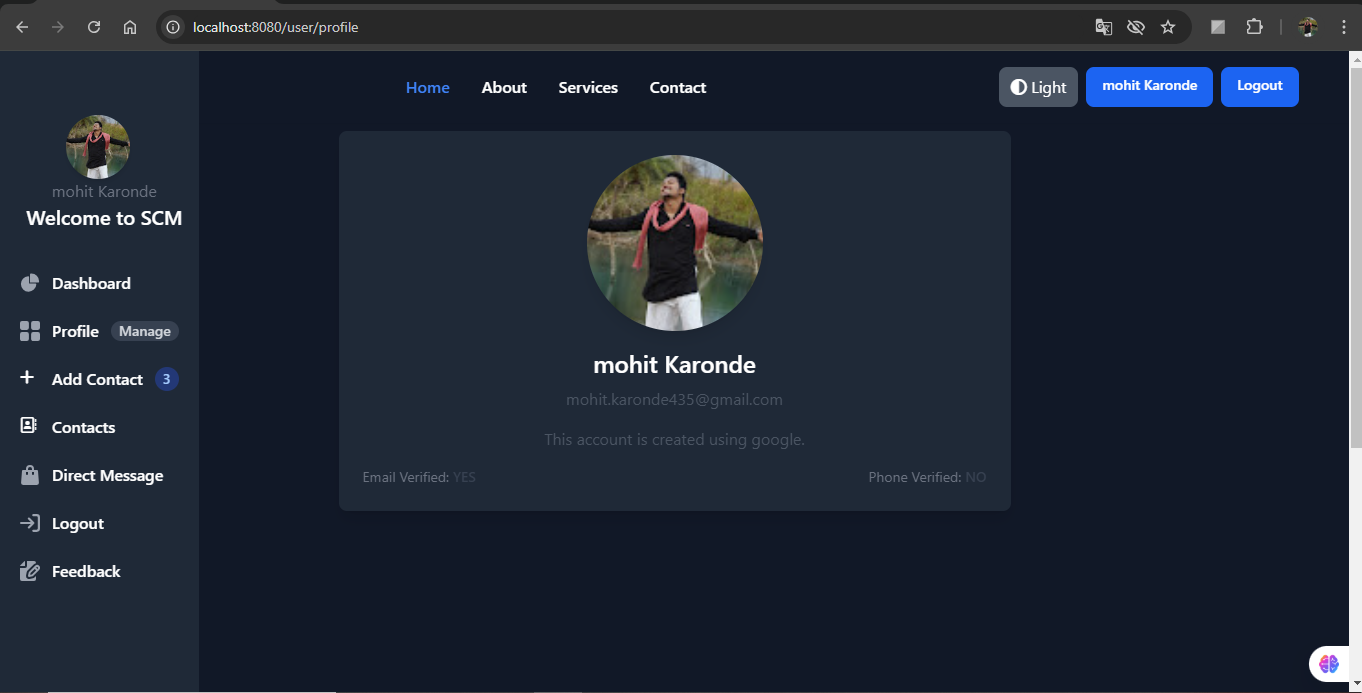 localhost:8080/user/profile
Home About Services Contact Light mohit Karonde Logout
mohit Karonde
Welcome to SCM
Dashboard
Profile Manage
Add Contact 3
Contacts
Direct Message
Logout
Feedback
mohit Karonde
mohit.karonde435@gmail.com
This account is created using google.
Email Verified: YES Phone Verified: NO